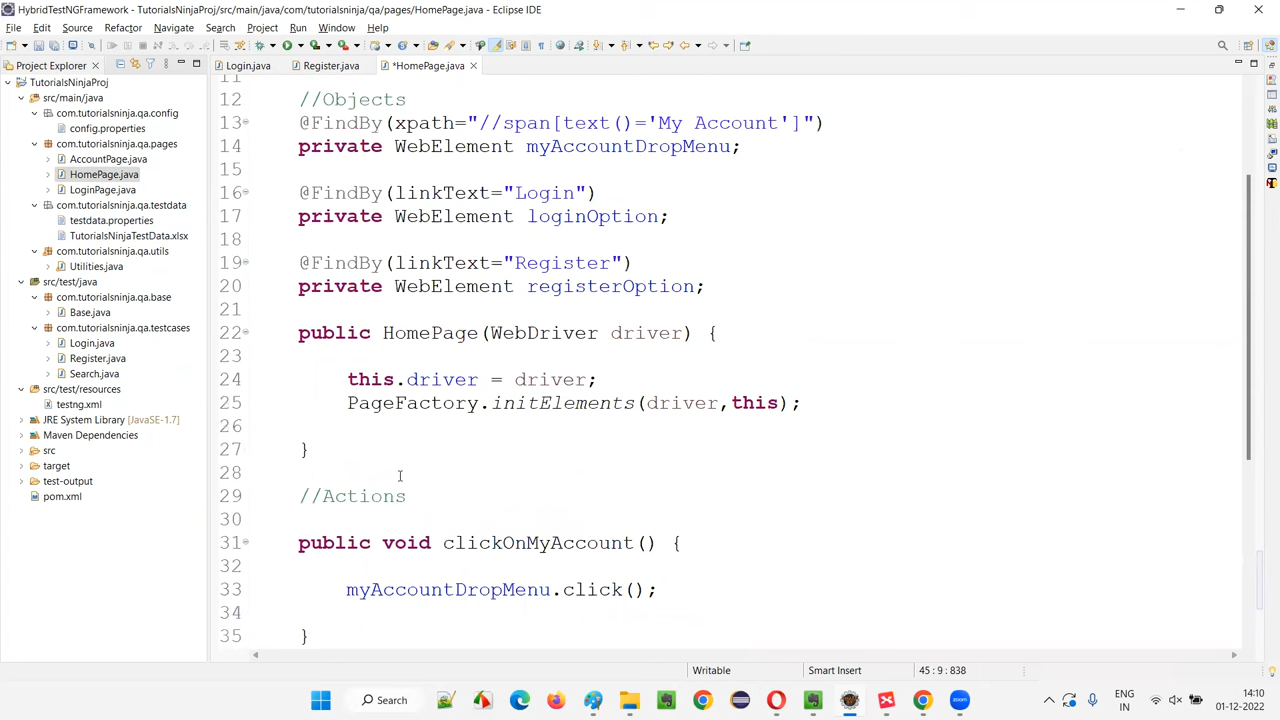 HybridTestNGFramework - TutorialsNinjaProj/src/main/java/com/tutorialsninja/qa/pages/HomePage.java - Eclipse IDE
File Edit Source Refactor Navigate Search Project Run Window Help
Project Explorer
Login.java Register.java *HomePage.java
TutorialsNinjaProj
src/main/java
com.tutorialsninja.qa.config
config.properties
com.tutorialsninja.qa.pages
AccountPage.java
HomePage.java
LoginPage.java
com.tutorialsninja.qa.testdata
testdata.properties
TutorialsNinjaTestData.xlsx
com.tutorialsninja.qa.utils
Utilities.java
src/test/java
com.tutorialsninja.qa.base
Base.java
com.tutorialsninja.qa.testcases
Login.java
Register.java
Search.java
src/test/resources
testng.xml
JRE System Library [JavaSE-1.7]
Maven Dependencies
src
target
test-output
pom.xml
11
12 //Objects
13 @FindBy(xpath="//span[text()='My Account']")
14 private WebElement myAccountDropMenu;
15
16 @FindBy(linkText="Login")
17 private WebElement loginOption;
18
19 @FindBy(linkText="Register")
20 private WebElement registerOption;
21
22 public HomePage(WebDriver driver) {
23
24 this.driver = driver;
25 PageFactory.initElements(driver,this);
26
27 }
28
29 //Actions
30
31 public void clickOnMyAccount() {
32
33 myAccountDropMenu.click();
34
35 }
Writable Smart Insert 45 : 9 : 838
Search
ENG
IN
14:10
01-12-2022